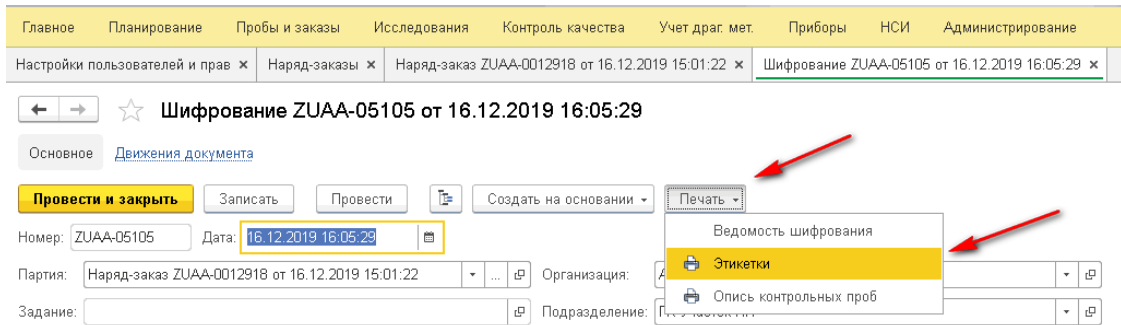 Главное Планирование Пробы и заказы Исследования Контроль качества Учет драг. мет. Приборы НСИ Администрирование
Настройки пользователей и прав × Наряд-заказы × Наряд-заказ ZUAA-0012918 от 16.12.2019 15:01:22 × Шифрование ZUAA-05105 от 16.12.2019 16:05:29 ×
Шифрование ZUAA-05105 от 16.12.2019 16:05:29
Основное Движения документа
Провести и закрыть Записать Провести Создать на основании Печать
Ведомость шифрования
Номер: ZUAA-05105 Дата: 16.12.2019 16:05:29
Этикетки
Партия: Наряд-заказ ZUAA-0012918 от 16.12.2019 15:01:22 ... Организация:
Опись контрольных проб
Задание: Подразделение: